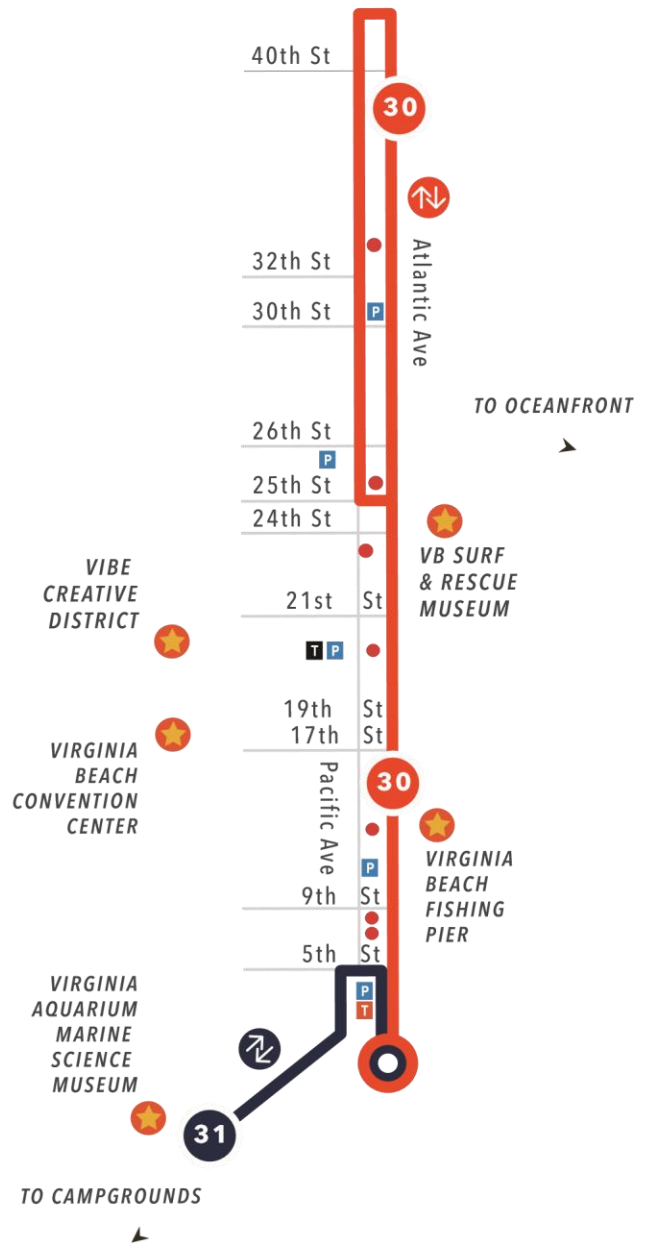 40th St
30
Atlantic Ave
32th St
30th St
P
TO OCEANFRONT
26th St
P
25th St
24th St
VB SURF
& RESCUE
MUSEUM
VIBE
CREATIVE
DISTRICT
21st St
T P
19th St
17th St
VIRGINIA
BEACH
CONVENTION
CENTER
Pacific Ave
30
VIRGINIA
BEACH
FISHING
PIER
P
9th St
5th St
VIRGINIA
AQUARIUM
MARINE
SCIENCE
MUSEUM
P
T
31
TO CAMPGROUNDS